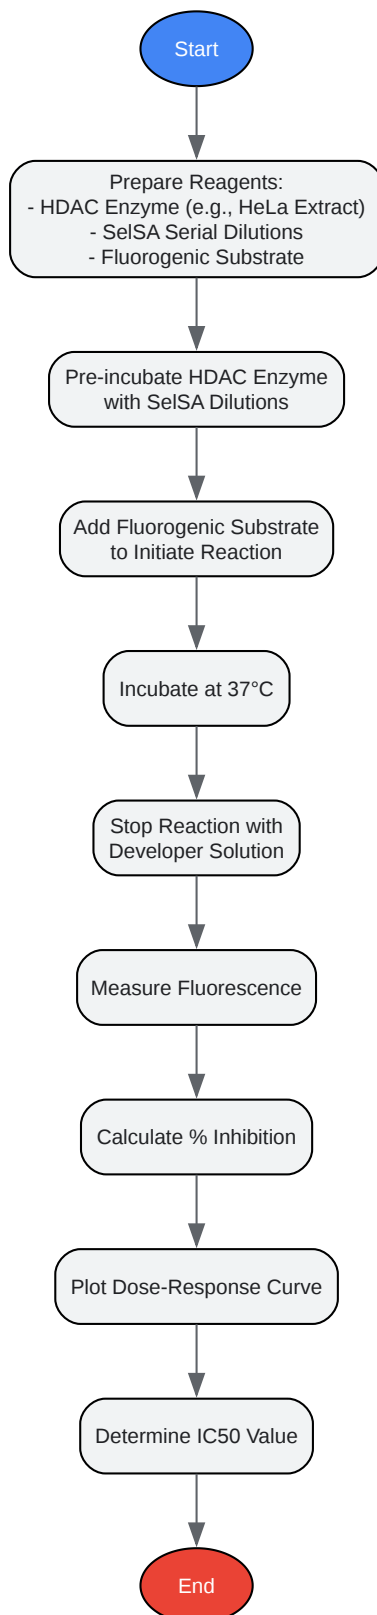 Start
Prepare Reagents:
- HDAC Enzyme (e.g., HeLa Extract)
- SelSA Serial Dilutions
- Fluorogenic Substrate
Pre-incubate HDAC Enzyme
with SelSA Dilutions
Add Fluorogenic Substrate
to Initiate Reaction
Incubate at 37°C
Stop Reaction with
Developer Solution
Measure Fluorescence
Calculate % Inhibition
Plot Dose-Response Curve
Determine IC50 Value
End